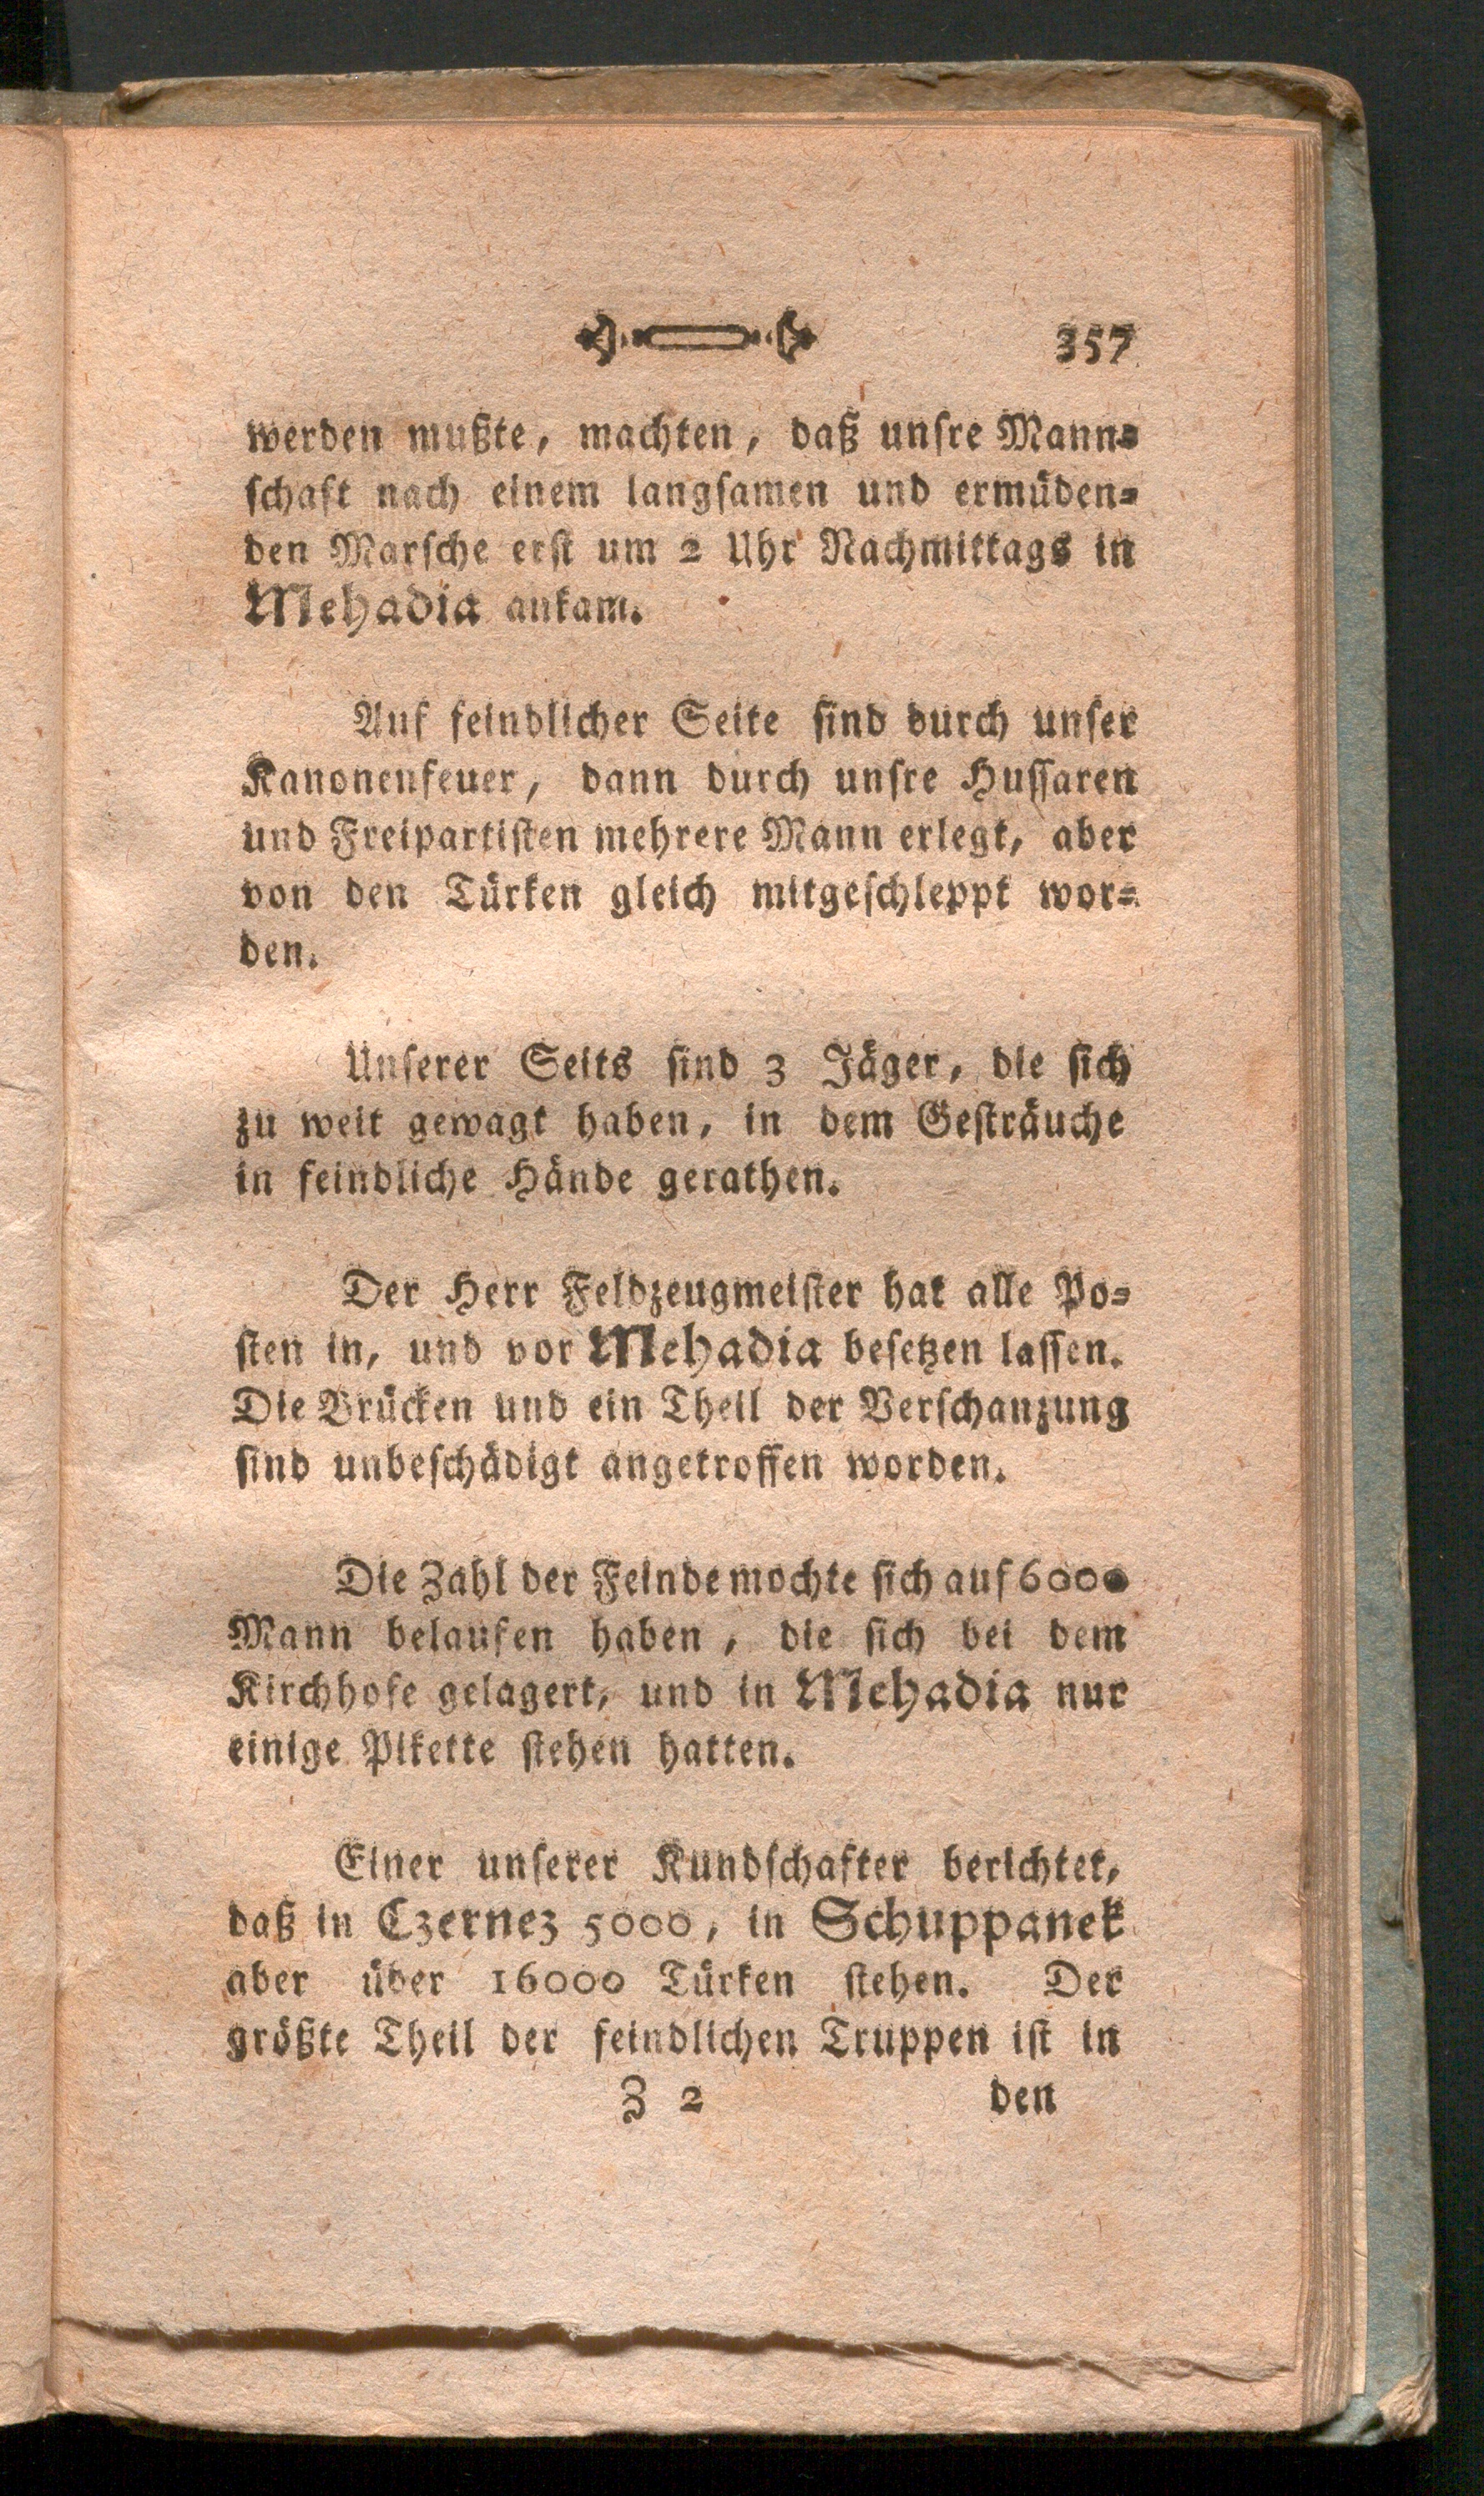 357
werden mußte, machten, daß unsre Mann=
schaft nach einem langsamen und ermüden=
den Marsche erst um 2 Uhr Nachmittags in
Mehadia ankam.
Auf feindlicher Seite sind durch unser
Kanonenfeuer, dann durch unsre Hussaren
und Freipartisten mehrere Mann erlegt, aber
von den Türken gleich mitgeschleppt wor=
den.
Unserer Seits sind 3 Jäger, die sich
zu weit gewagt haben, in dem Gesträuche
in feindliche Hände gerathen.
Der Herr Feldzeugmeister hat alle Po=
sten in, und vor Mehadia besetzen lassen.
Die Brücken und ein Theil der Verschanzung
sind unbeschädigt angetroffen worden.
Die Zahl der Feinde mochte sich auf 6000
Mann belaufen haben, die sich bei dem
Kirchhofe gelagert, und in Mehadia nur
einige Pikette stehen hatten.
Einer unserer Kundschafter berichtet,
daß in Czernez 5000, in Schuppanek
aber über 16000 Türken stehen. Der
größte Theil der feindlichen Truppen ist in
Z 2 den